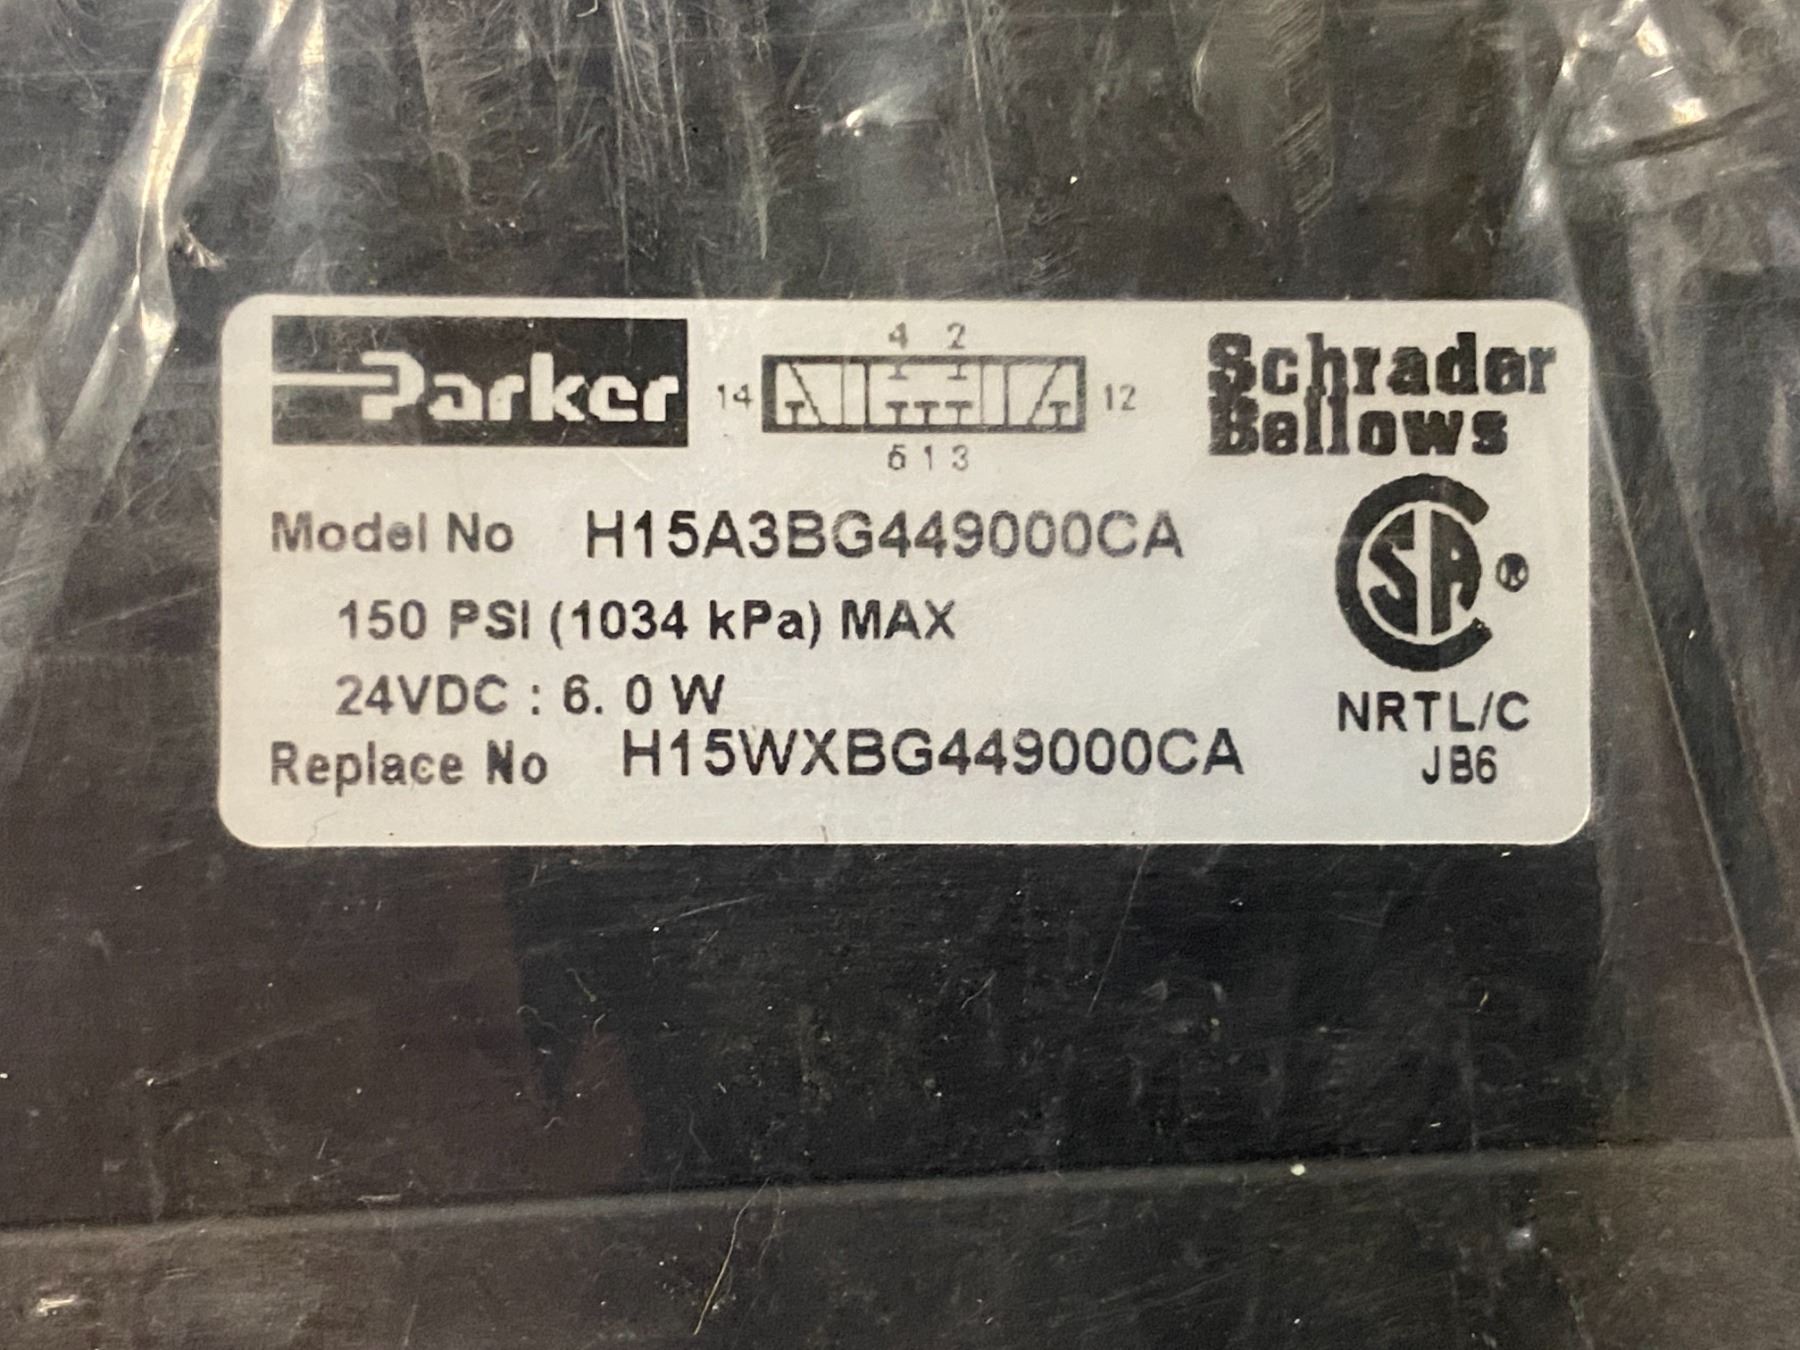 Parker
4 2
14
12
5 1 3
Schrader
Bellows
Model No H15A3BG449000CA
150 PSI (1034 kPa) MAX
24VDC : 6. 0 W
Replace No H15WXBG449000CA
SA ®
NRTL/C
JB6